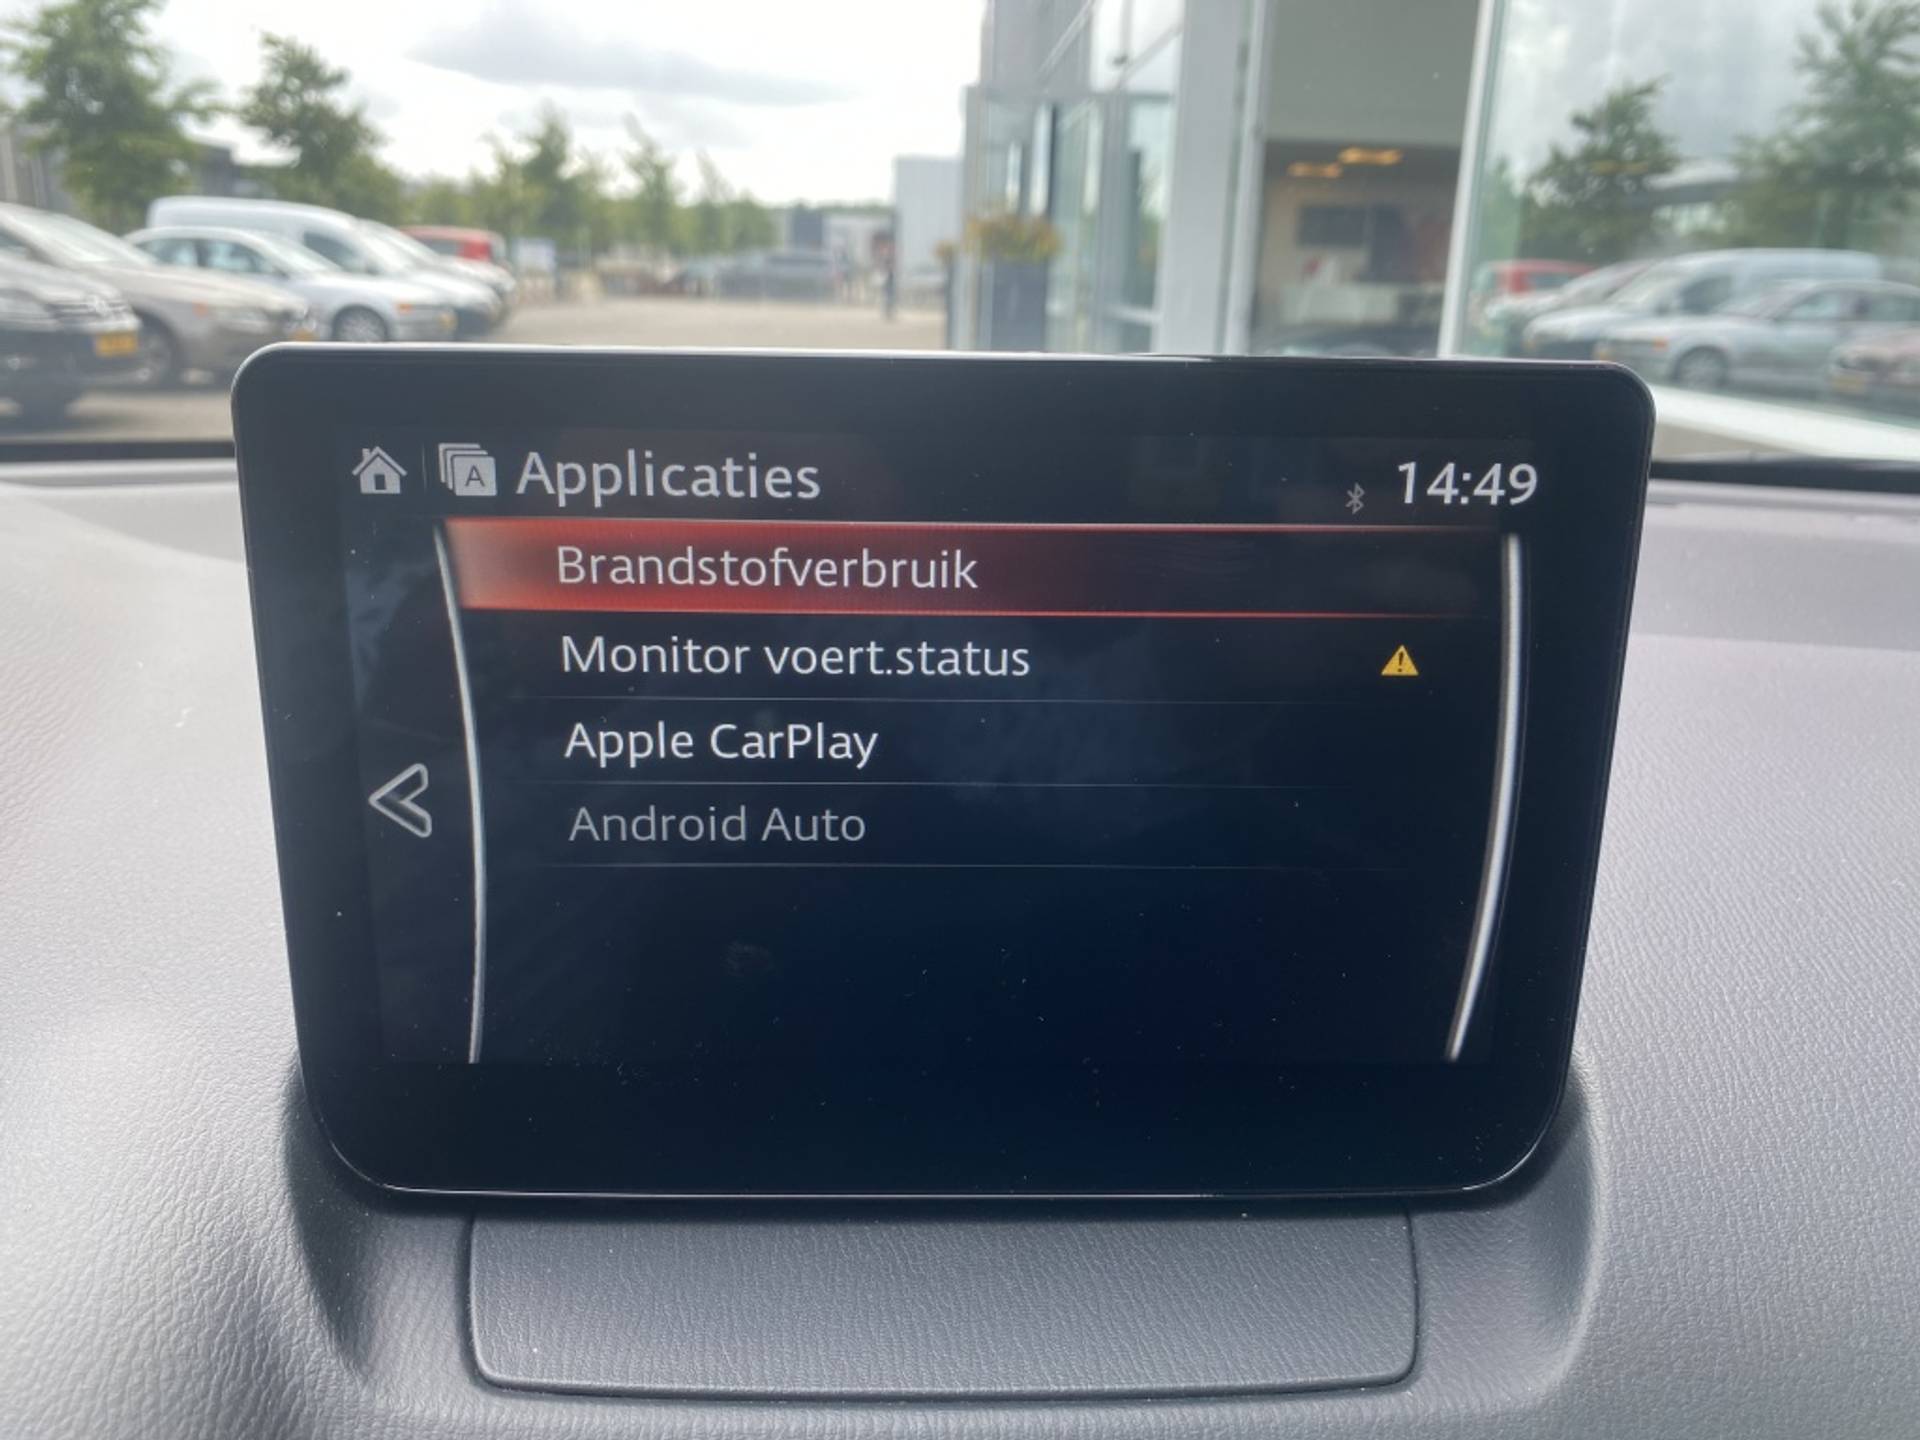 Applicaties
14:49
Brandstofverbruik
Monitor voert.status
Apple CarPlay
Android Auto